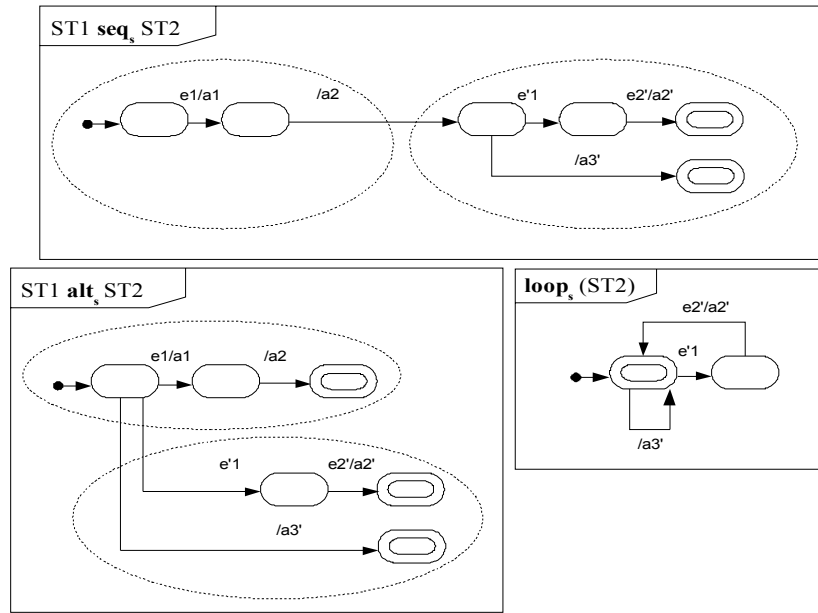 ST1 seqₛ ST2
e1/a1
/a2
e'1
e2'/a2'
/a3'
ST1 altₛ ST2
e1/a1
/a2
e'1
e2'/a2'
/a3'
loopₛ (ST2)
e2'/a2'
e'1
/a3'